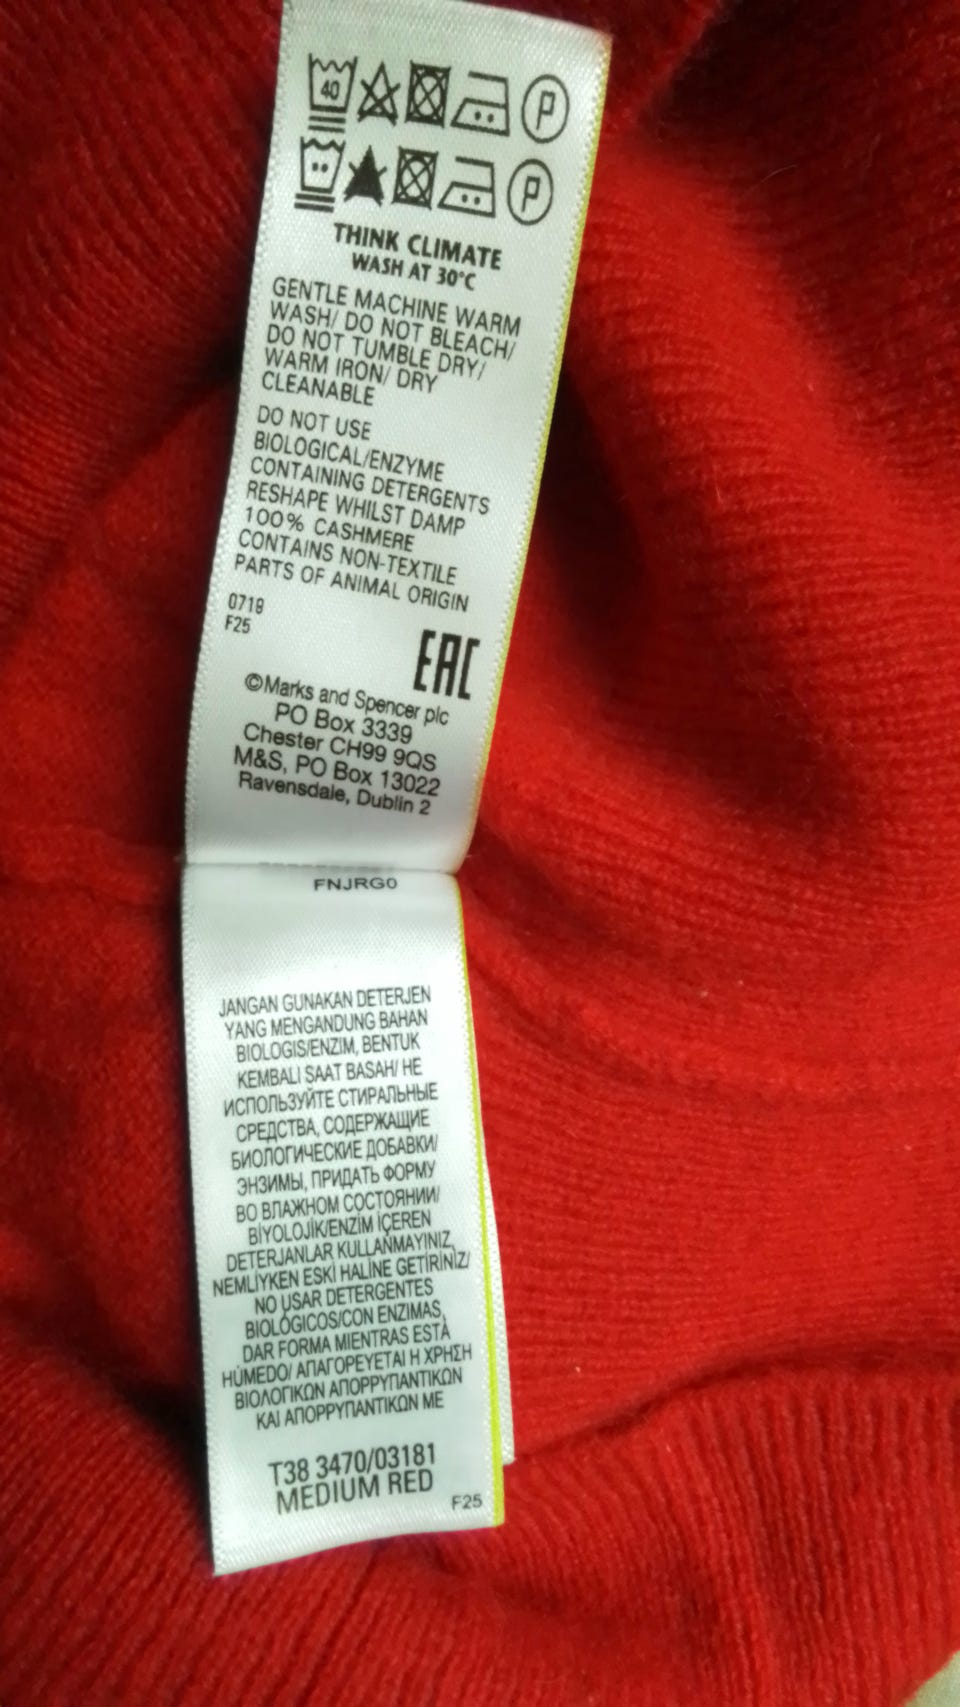 40
P
P
THINK CLIMATE
WASH AT 30°C
GENTLE MACHINE WARM
WASH/ DO NOT BLEACH/
DO NOT TUMBLE DRY/
WARM IRON/ DRY
CLEANABLE
DO NOT USE
BIOLOGICAL/ENZYME
CONTAINING DETERGENTS
RESHAPE WHILST DAMP
100% CASHMERE
CONTAINS NON-TEXTILE
PARTS OF ANIMAL ORIGIN
0718
F25
EAC
©Marks and Spencer plc
PO Box 3339
Chester CH99 9QS
M&S, PO Box 13022
Ravensdale, Dublin 2
FNJRG0
JANGAN GUNAKAN DETERJEN
YANG MENGANDUNG BAHAN
BIOLOGIS/ENZIM, BENTUK
KEMBALI SAAT BASAH/ НЕ
ИСПОЛЬЗУЙТЕ СТИРАЛЬНЫЕ
СРЕДСТВА, СОДЕРЖАЩИЕ
БИОЛОГИЧЕСКИЕ ДОБАВКИ/
ЭНЗИМЫ, ПРИДАТЬ ФОРМУ
ВО ВЛАЖНОМ СОСТОЯНИИ/
BİYOLOJİK/ENZİM İÇEREN
DETERJANLAR KULLANMAYINIZ,
NEMLİYKEN ESKİ HALİNE GETİRİNİZ/
NO USAR DETERGENTES
BIOLÓGICOS/CON ENZIMAS,
DAR FORMA MIENTRAS ESTÁ
HÚMEDO/ ΑΠΑΓΟΡΕΥΕΤΑΙ Η ΧΡΗΣΗ
ΒΙΟΛΟΓΙΚΩΝ ΑΠΟΡΡΥΠΑΝΤΙΚΩΝ
ΚΑΙ ΑΠΟΡΡΥΠΑΝΤΙΚΩΝ ΜΕ
T38 3470/03181
MEDIUM RED
F25